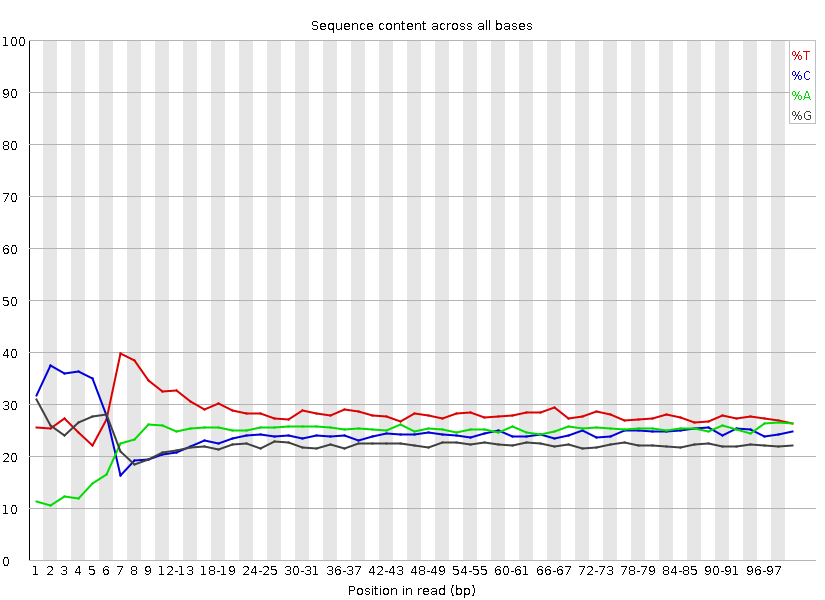 Sequence content across all bases
100
90
80
70
60
50
40
30
20
10
0
%T
%C
%A
%G
1 2 3 4 5 6 7 8 9 12-13 18-19 24-25 30-31 36-37 42-43 48-49 54-55 60-61 66-67 72-73 78-79 84-85 90-91 96-97
Position in read (bp)